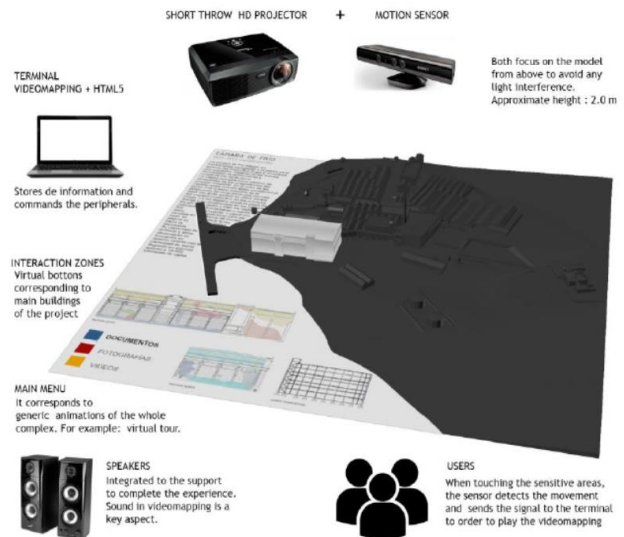 SHORT THROW HD PROJECTOR + MOTION SENSOR
Both focus on the model
from above to avoid any
light interference.
Approximate height : 2.0 m
TERMINAL
VIDEOMAPPING + HTML5
Stores de information and
commands the peripherals.
CÁMARA DE FRÍO
INTERACTION ZONES
Virtual bottons
corresponding to
main buildings
of the project
DOCUMENTOS
FOTOGRAFIAS
VIDEOS
MAIN MENU
It corresponds to
generic animations of the whole
complex. For example: virtual tour.
SPEAKERS
Integrated to the support
to complete the experience.
Sound in videomapping is a
key aspect.
USERS
When touching the sensitive areas,
the sensor detects the movement
and sends the signal to the terminal
to order to play the videomapping